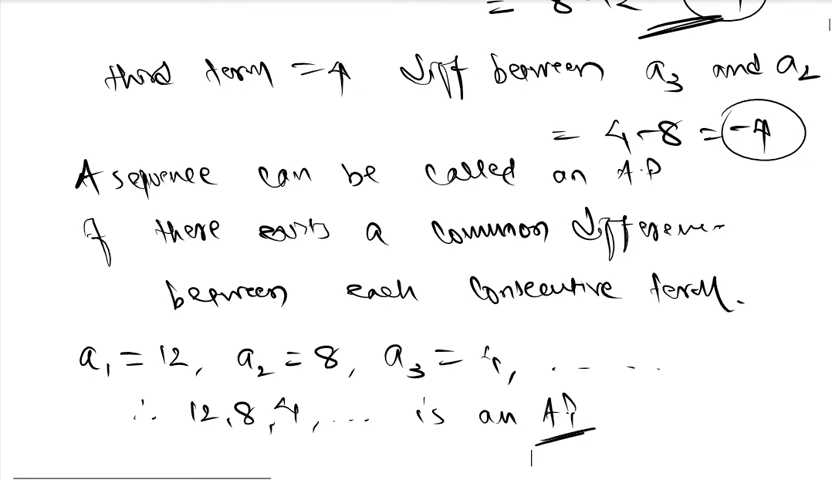 = 8-12
third term = 4 diff between a₃ and a₂
= 4-8 = -4
A sequence can be called an A.P
if there exists a common difference
between each consecutive term.
a₁ = 12, a₂ = 8, a₃ = 4, ......
∴ 12, 8, 4, ... is an AP